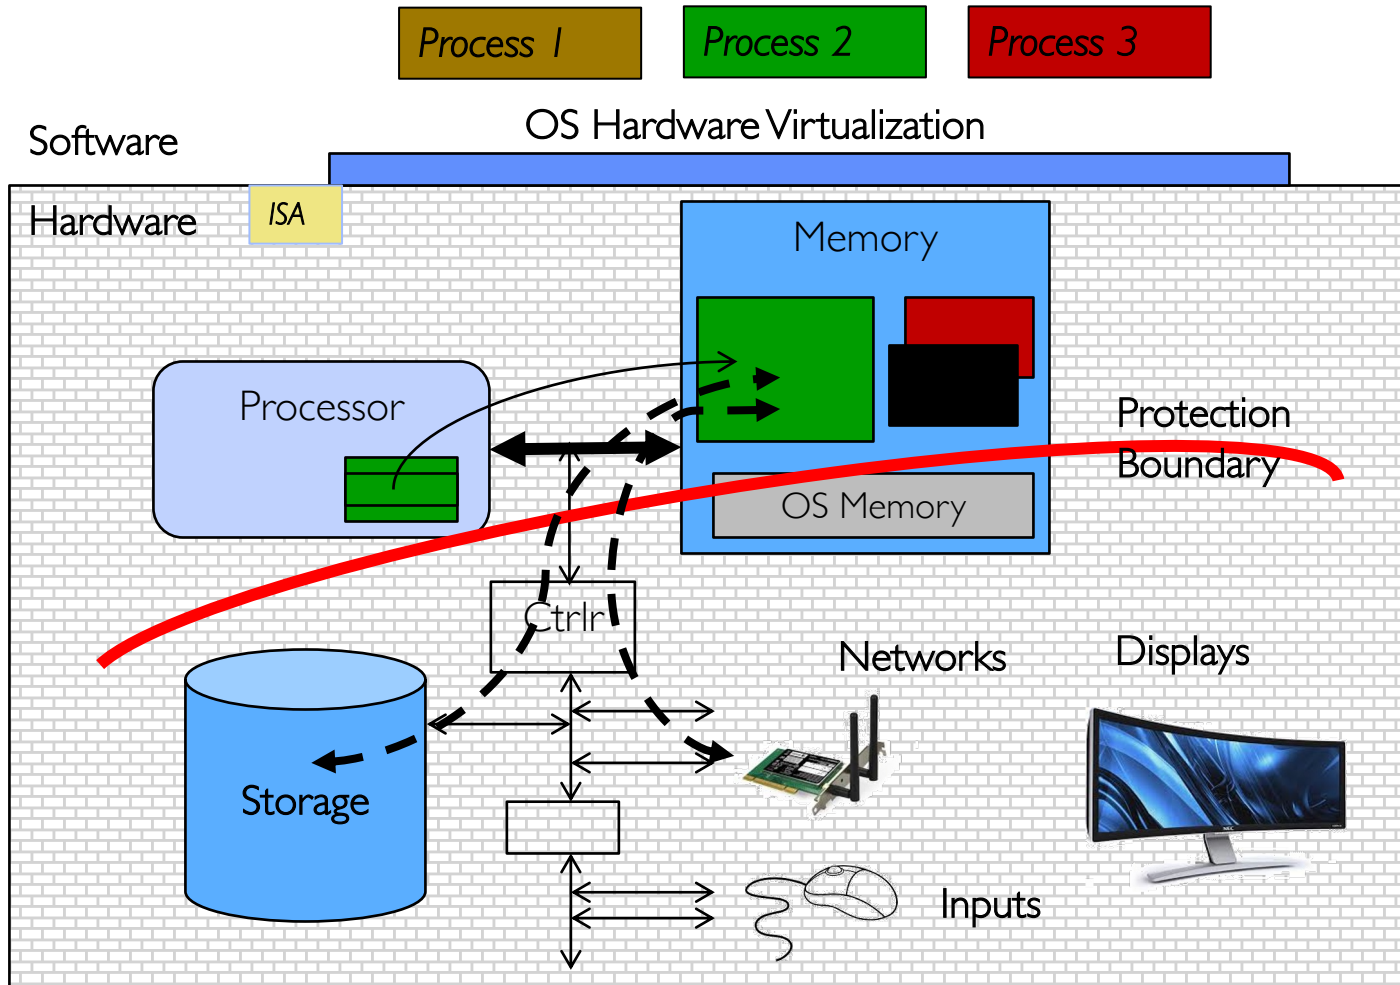 Process 1
Process 2
Process 3
OS Hardware Virtualization
Software
Hardware
ISA
Memory
Processor
Protection
Boundary
OS Memory
Ctrlr
Networks
Displays
Storage
NEC
Inputs